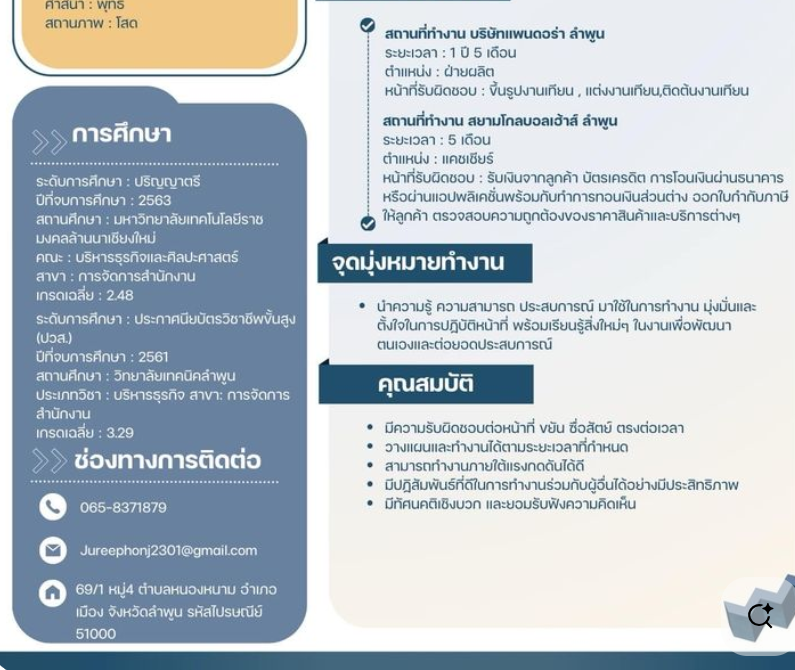 ศาสนา : พุทธ
สถานภาพ : โสด
การศึกษา
ระดับการศึกษา : ปริญญาตรี
ปีที่จบการศึกษา : 2563
สถานศึกษา : มหาวิทยาลัยเทคโนโลยีราช
มงคลล้านนาเชียงใหม่
คณะ : บริหารธุรกิจและศิลปะศาสตร์
สาขา : การจัดการสำนักงาน
เกรดเฉลี่ย : 2.48
ระดับการศึกษา : ประกาศนียบัตรวิชาชีพขั้นสูง
(ปวส.)
ปีที่จบการศึกษา : 2561
สถานศึกษา : วิทยาลัยเทคนิคลำพูน
ประเภทวิชา : บริหารธุรกิจ สาขา: การจัดการ
สำนักงาน
เกรดเฉลี่ย : 3.29
ช่องทางการติดต่อ
065-8371879
Jureephonj2301@gmail.com
69/1 หมู่4 ตำบลหนองหนาม อำเภอ
เมือง จังหวัดลำพูน รหัสไปรษณีย์
51000
สถานที่ทำงาน บริษัทแพนดอร่า ลำพูน
ระยะเวลา : 1 ปี 5 เดือน
ตำแหน่ง : ฝ่ายผลิต
หน้าที่รับผิดชอบ : ขึ้นรูปงานเทียน , แต่งงานเทียน,ติดต้นงานเทียน
สถานที่ทำงาน สยามโกลบอลเฮ้าส์ ลำพูน
ระยะเวลา : 5 เดือน
ตำแหน่ง : แคชเชียร์
หน้าที่รับผิดชอบ : รับเงินจากลูกค้า บัตรเครดิต การโอนเงินผ่านธนาคาร
หรือผ่านแอปพลิเคชั่นพร้อมกับทำการทอนเงินส่วนต่าง ออกใบกำกับภาษี
ให้ลูกค้า ตรวจสอบความถูกต้องของราคาสินค้าและบริการต่างๆ
จุดมุ่งหมายทำงาน
นำความรู้ ความสามารถ ประสบการณ์ มาใช้ในการทำงาน มุ่งมั่นและ
ตั้งใจในการปฏิบัติหน้าที่ พร้อมเรียนรู้สิ่งใหม่ๆ ในงานเพื่อพัฒนา
ตนเองและต่อยอดประสบการณ์
คุณสมบัติ
มีความรับผิดชอบต่อหน้าที่ ขยัน ซื่อสัตย์ ตรงต่อเวลา
วางแผนและทำงานได้ตามระยะเวลาที่กำหนด
สามารถทำงานภายใต้แรงกดดันได้ดี
มีปฏิสัมพันธ์ที่ดีในการทำงานร่วมกับผู้อื่นได้อย่างมีประสิทธิภาพ
มีทัศนคติเชิงบวก และยอมรับฟังความคิดเห็น